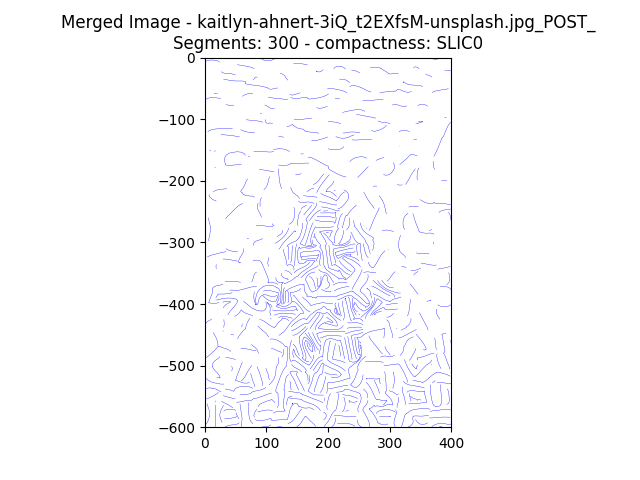 Merged Image - kaitlyn-ahnert-3iQ_t2EXfsM-unsplash.jpg_POST_
Segments: 300 - compactness: SLIC0
0
−100
−200
−300
−400
−500
−600
0 100 200 300 400